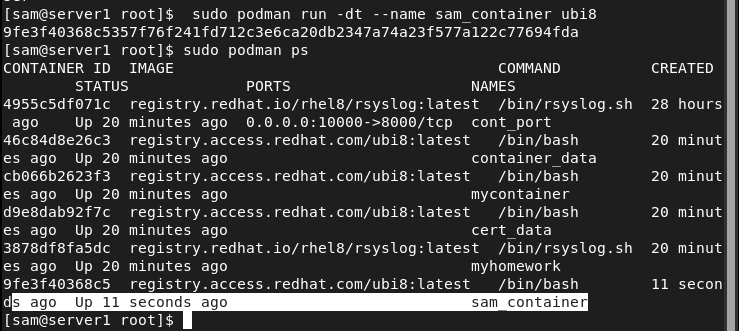 [sam@server1 root]$  sudo podman run -dt --name sam_container ubi8
9fe3f40368c5357f76f241fd712c3e6ca20db2347a74a23f577a122c77694fda
[sam@server1 root]$ sudo podman ps
CONTAINER ID  IMAGE                                    COMMAND          CREATED
        STATUS             PORTS                   NAMES
4955c5df071c  registry.redhat.io/rhel8/rsyslog:latest  /bin/rsyslog.sh  28 hours
 ago    Up 20 minutes ago  0.0.0.0:10000->8000/tcp  cont_port
46c84d8e26c3  registry.access.redhat.com/ubi8:latest   /bin/bash        20 minut
es ago  Up 20 minutes ago                          container_data
cb066b2623f3  registry.access.redhat.com/ubi8:latest   /bin/bash        20 minut
es ago  Up 20 minutes ago                          mycontainer
d9e8dab92f7c  registry.access.redhat.com/ubi8:latest   /bin/bash        20 minut
es ago  Up 20 minutes ago                          cert_data
3878df8fa5dc  registry.redhat.io/rhel8/rsyslog:latest  /bin/rsyslog.sh  20 minut
es ago  Up 20 minutes ago                          myhomework
9fe3f40368c5  registry.access.redhat.com/ubi8:latest   /bin/bash        11 secon
ds ago  Up 11 seconds ago                          sam_container
[sam@server1 root]$